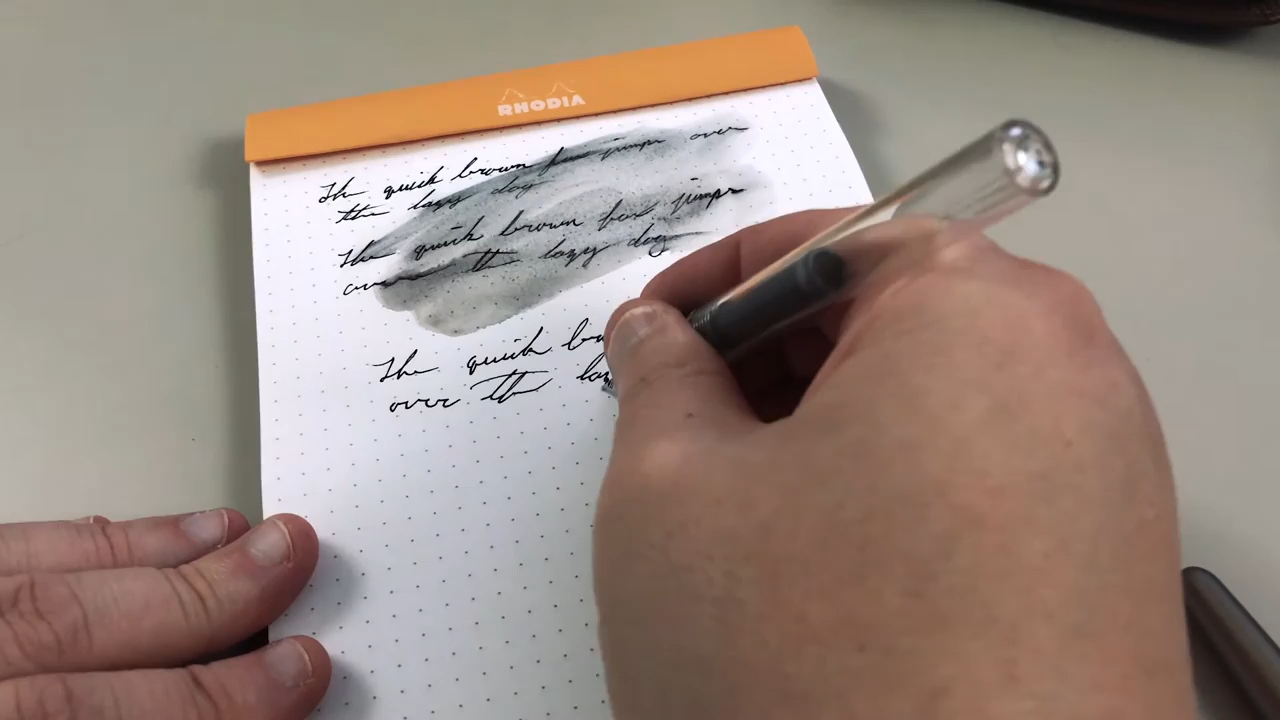 RHODIA
The quick brown fox jumps over
the lazy dog
The quick brown fox jumps
over the lazy dog
The quick
over the